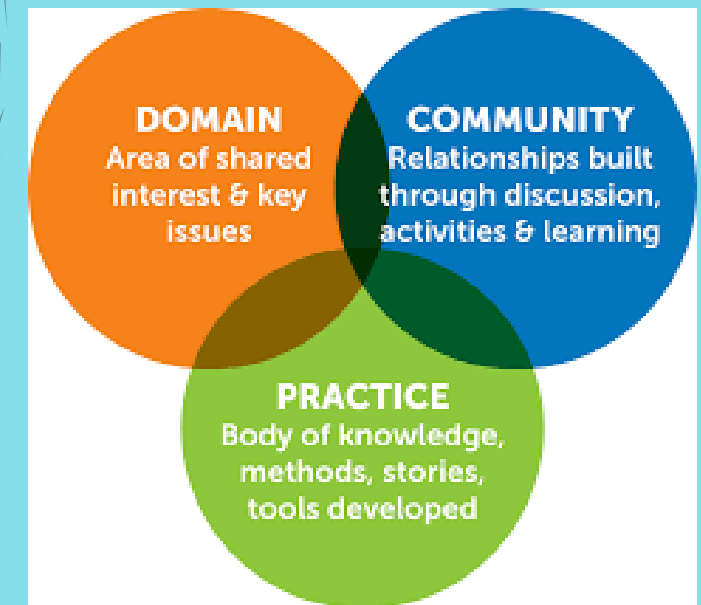 DOMAIN
Area of shared
interest & key
issues
COMMUNITY
Relationships built
through discussion,
activities & learning
PRACTICE
Body of knowledge,
methods, stories,
tools developed